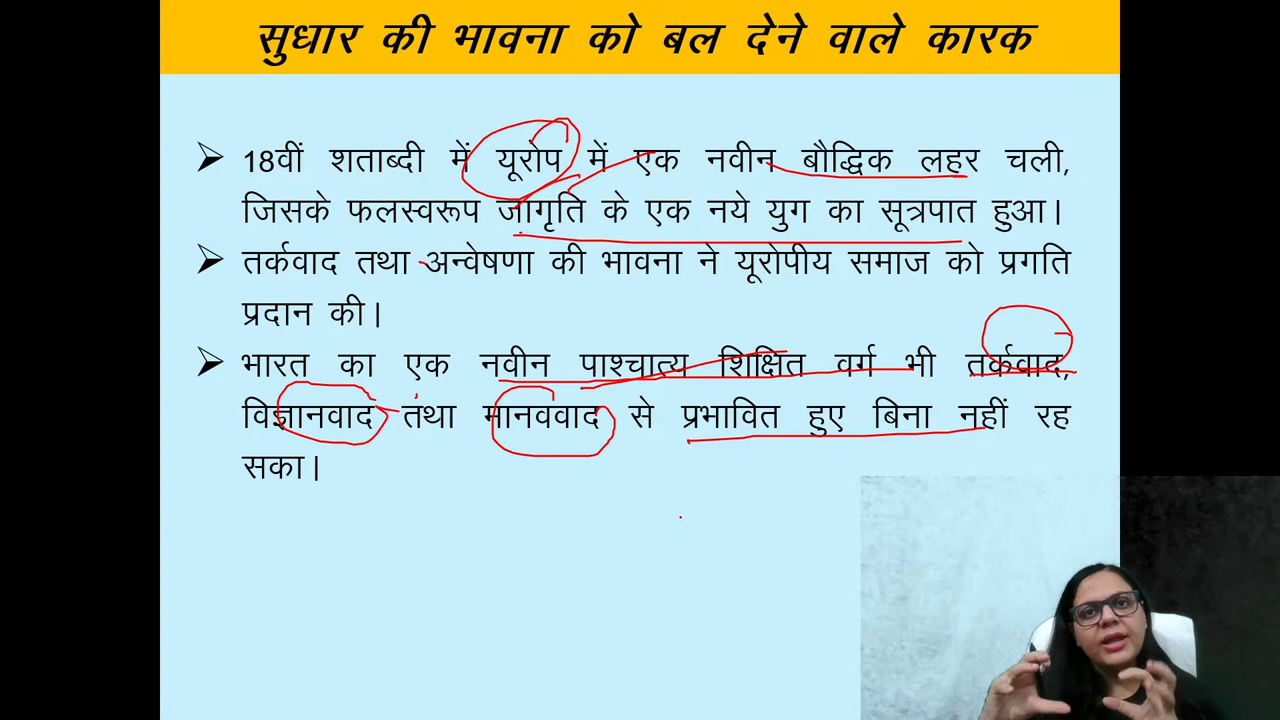 सुधार की भावना को बल देने वाले कारक
➢ 18वीं शताब्दी में यूरोप में एक नवीन बौद्धिक लहर चली,
जिसके फलस्वरूप जागृति के एक नये युग का सूत्रपात हुआ।
➢ तर्कवाद तथा अन्वेषणा की भावना ने यूरोपीय समाज को प्रगति
प्रदान की।
➢ भारत का एक नवीन पाश्चात्य शिक्षित वर्ग भी तर्कवाद,
विज्ञानवाद तथा मानववाद से प्रभावित हुए बिना नहीं रह
सका।